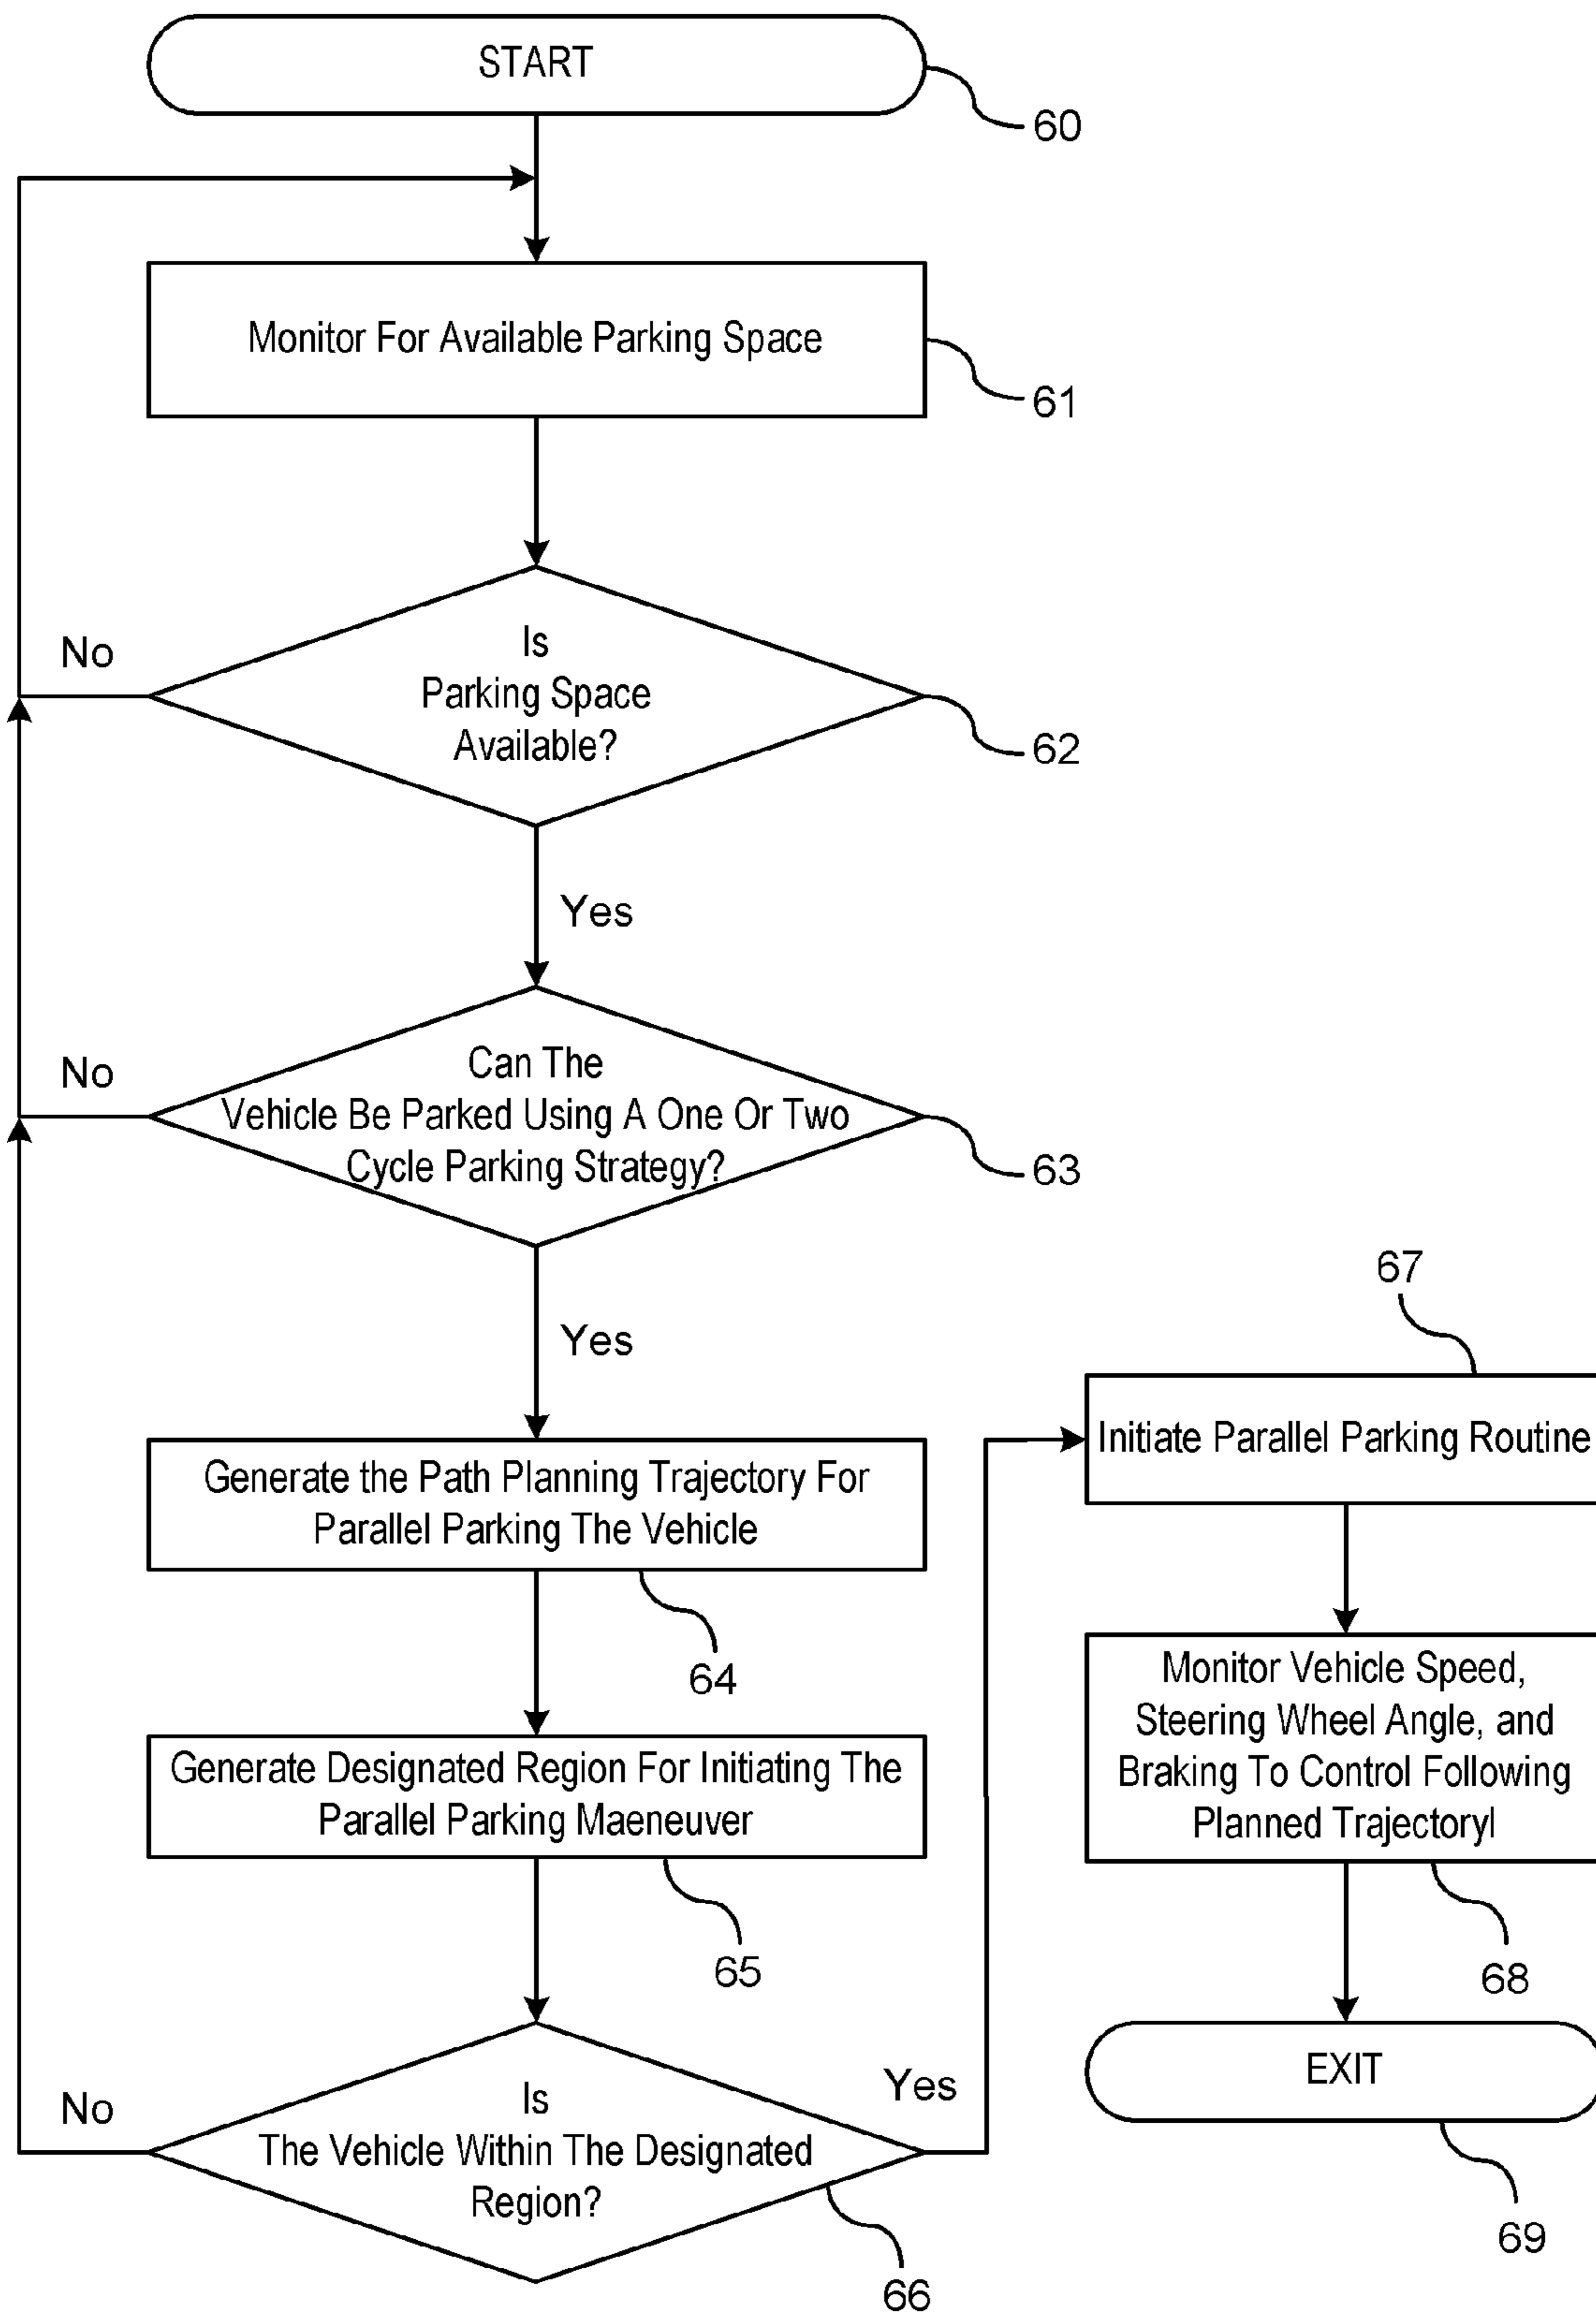 START
60
Monitor For Available Parking Space
61
Is
Parking Space
Available?
62
No
Yes
Can The
Vehicle Be Parked Using A One Or Two
Cycle Parking Strategy?
63
No
Yes
Generate the Path Planning Trajectory For
Parallel Parking The Vehicle
64
Generate Designated Region For Initiating The
Parallel Parking Maeneuver
65
Is
The Vehicle Within The Designated
Region?
66
No
Yes
67
Initiate Parallel Parking Routine
Monitor Vehicle Speed,
Steering Wheel Angle, and
Braking To Control Following
Planned Trajectoryl
68
EXIT
69